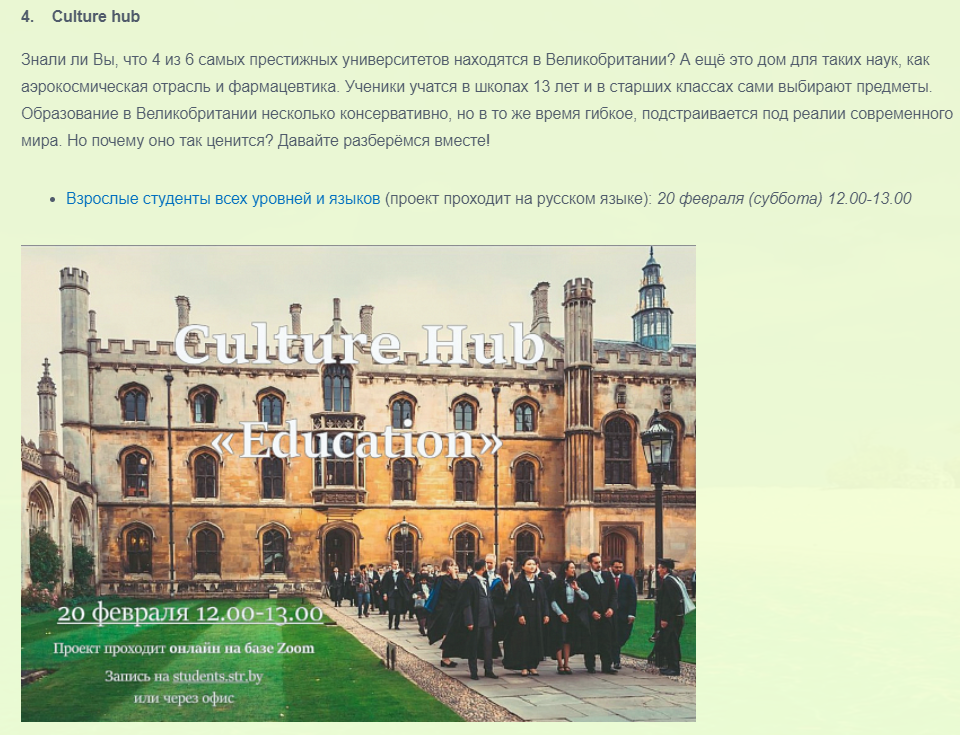 4. Culture hub
Знали ли Вы, что 4 из 6 самых престижных университетов находятся в Великобритании? А ещё это дом для таких наук, как
аэрокосмическая отрасль и фармацевтика. Ученики учатся в школах 13 лет и в старших классах сами выбирают предметы.
Образование в Великобритании несколько консервативно, но в то же время гибкое, подстраивается под реалии современного
мира. Но почему оно так ценится? Давайте разберёмся вместе!
• Взрослые студенты всех уровней и языков (проект проходит на русском языке): 20 февраля (суббота) 12.00-13.00
Culture Hub
«Education»
20 февраля 12.00-13.00
Проект проходит онлайн на базе Zoom
Запись на students.str.by
или через офис